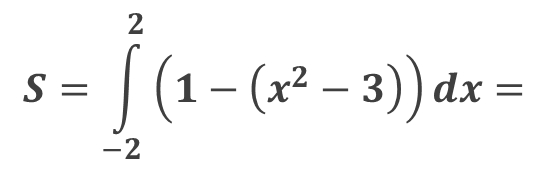 S = ∫_{-2}^{2} (1 − (x² − 3)) dx =